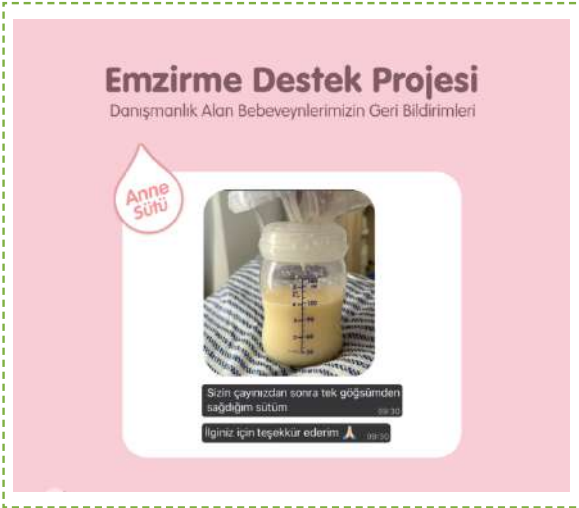 Emzirme Destek Projesi
Danışmanlık Alan Bebeveynlerimizin Geri Bildirimleri
Anne
Sütü
Sizin çayınızdan sonra tek göğsümden
sağdığım sütüm
09:30
İlginiz için teşekkür ederim 🙏🏻
09:30